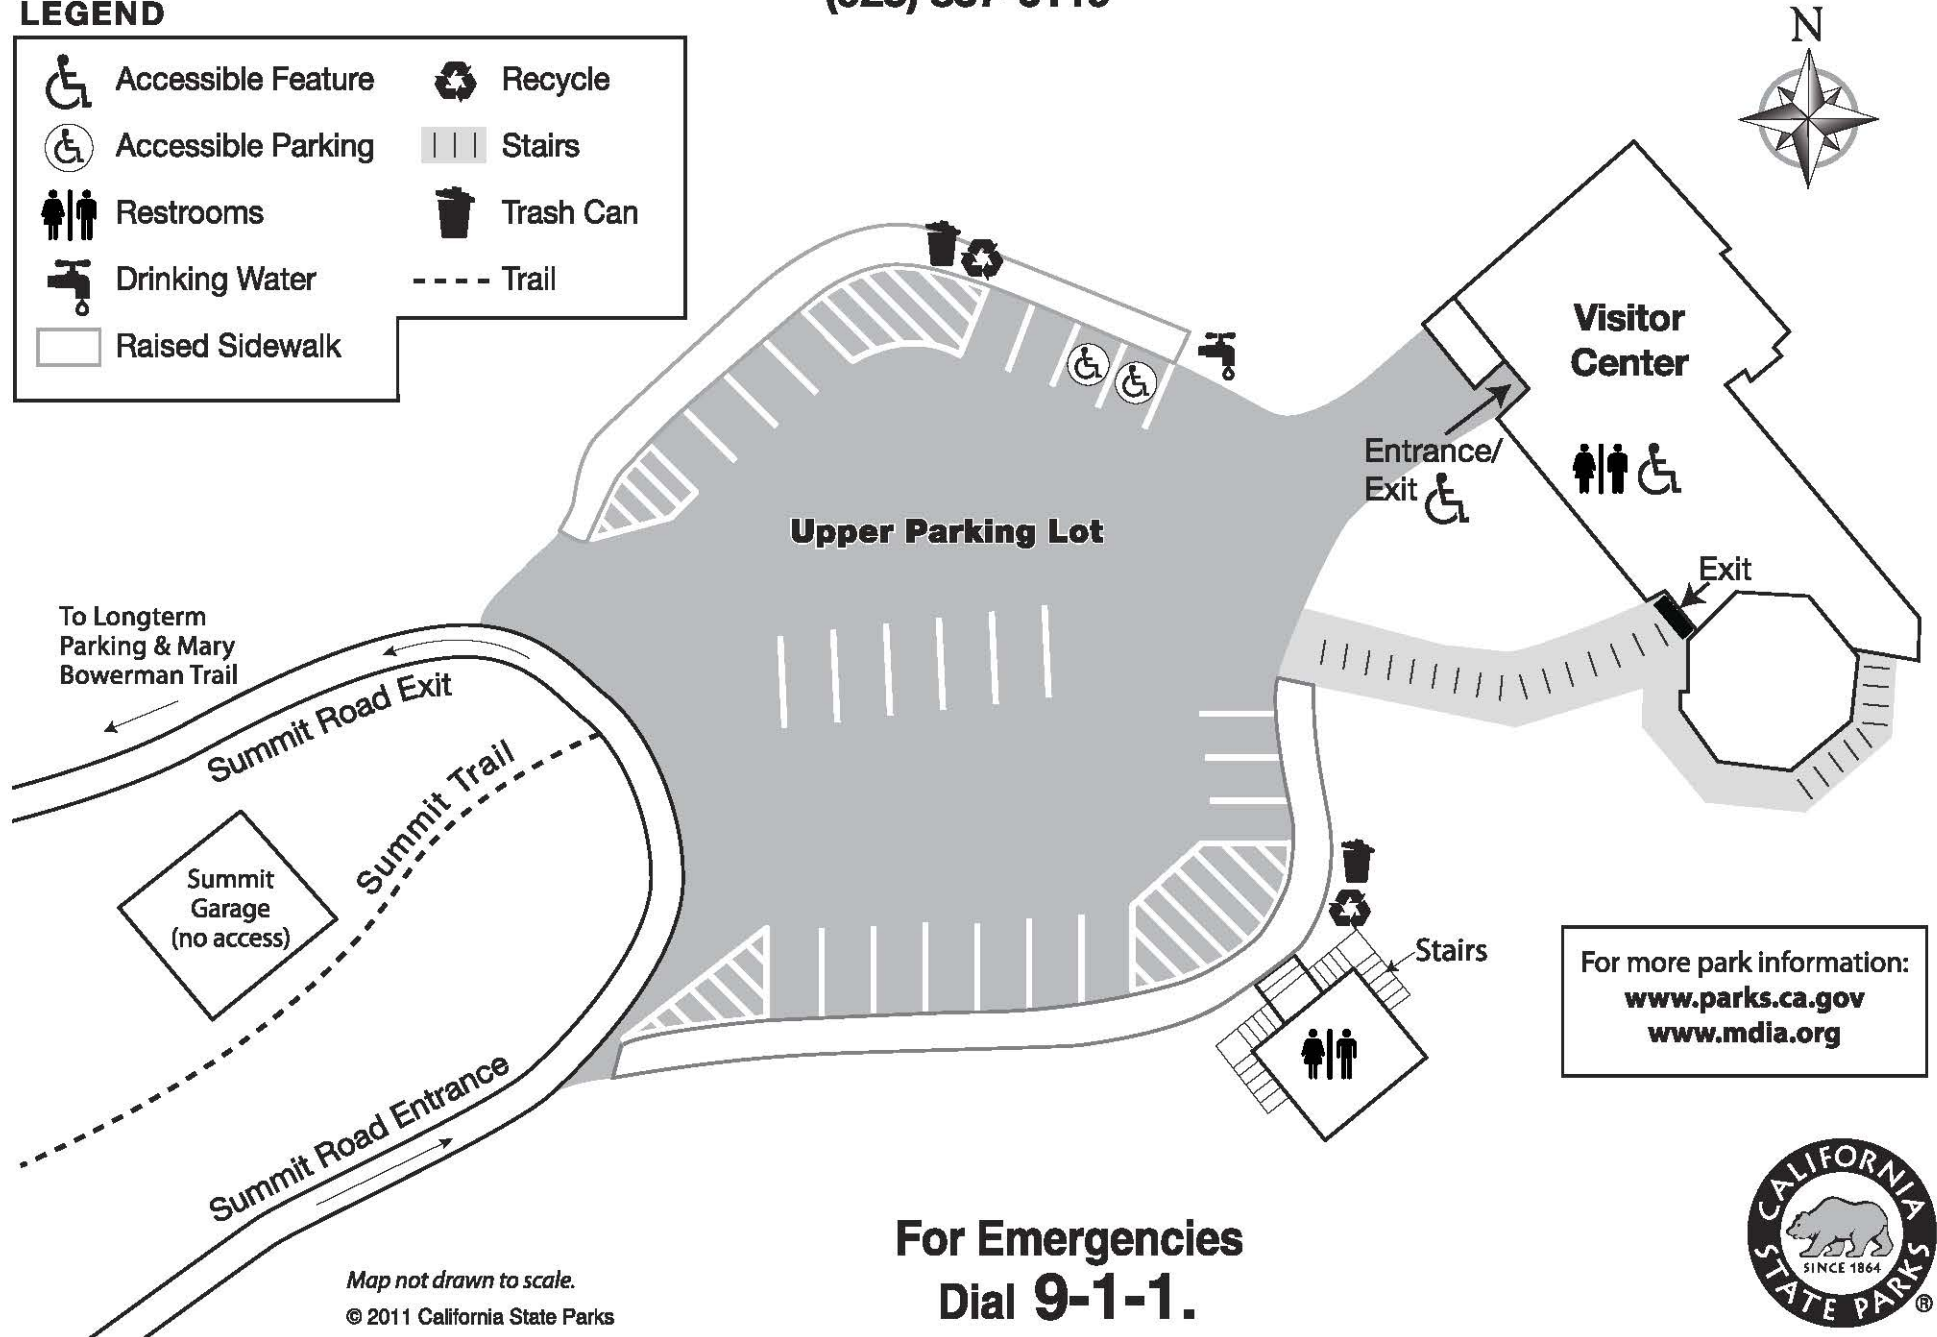 LEGEND
Accessible Feature
Accessible Parking
Restrooms
Drinking Water
Raised Sidewalk
Recycle
Stairs
Trash Can
Trail
N
Visitor
Center
Entrance/
Exit
Exit
Upper Parking Lot
To Longterm
Parking & Mary
Bowerman Trail
Summit Road Exit
Summit Trail
Summit
Garage
(no access)
Summit Road Entrance
Stairs
For more park information:
www.parks.ca.gov
www.mdia.org
Map not drawn to scale.
© 2011 California State Parks
For Emergencies
Dial 9-1-1.
CALIFORNIA
STATE PARKS
SINCE 1864
®